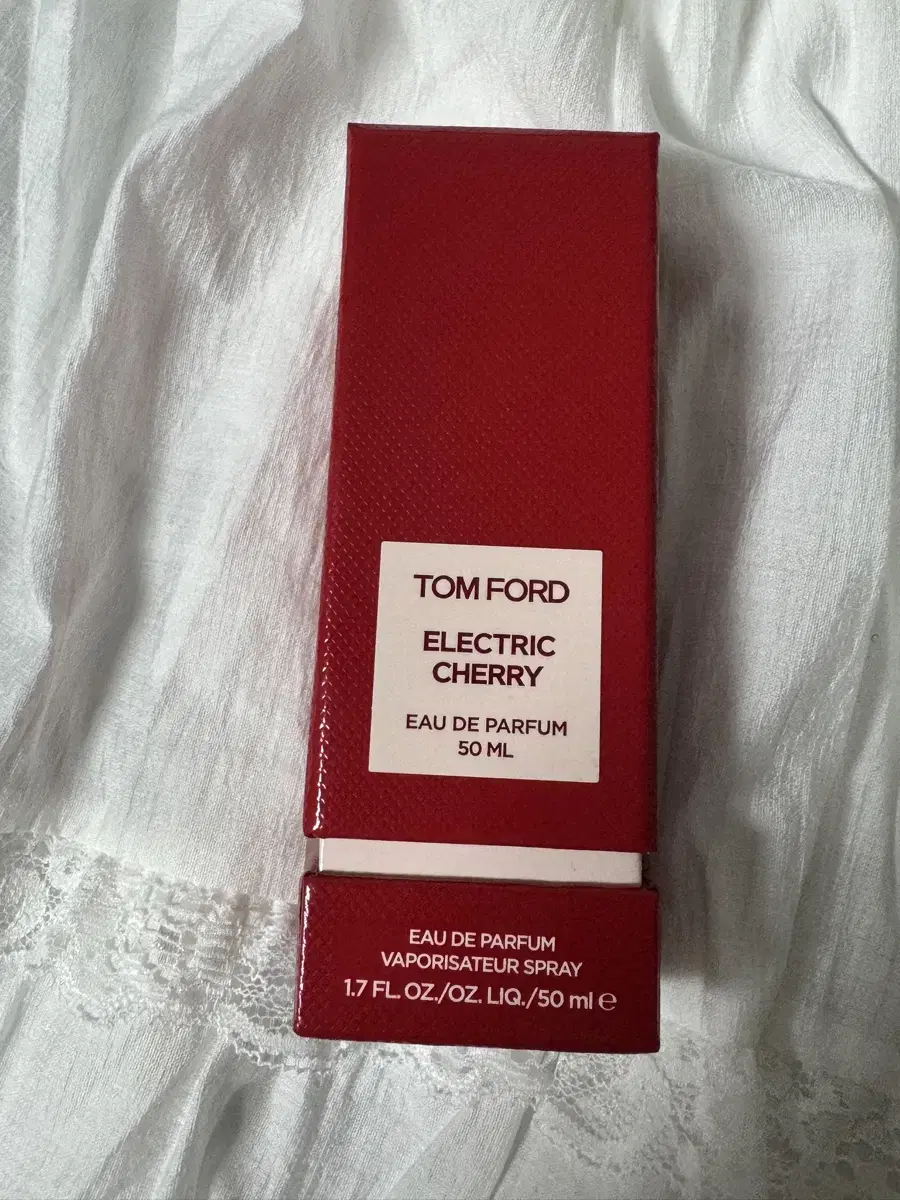 TOM FORD
ELECTRIC
CHERRY
EAU DE PARFUM
50 ML
EAU DE PARFUM
VAPORISATEUR SPRAY
1.7 FL. OZ./OZ. LIQ./50 ml ℮